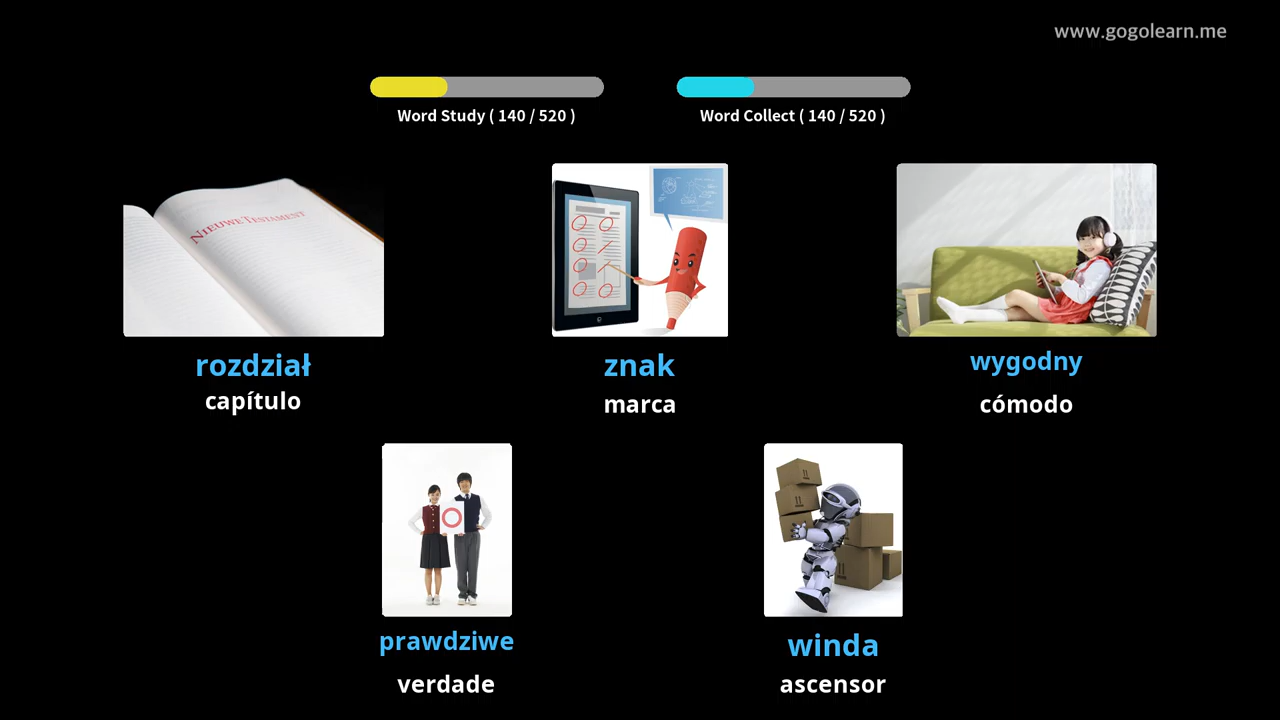 www.gogolearn.me
Word Study ( 140 / 520 )
Word Collect ( 140 / 520 )
NIEUWE TESTAMENT
rozdział
capítulo
znak
marca
wygodny
cómodo
prawdziwe
verdade
winda
ascensor